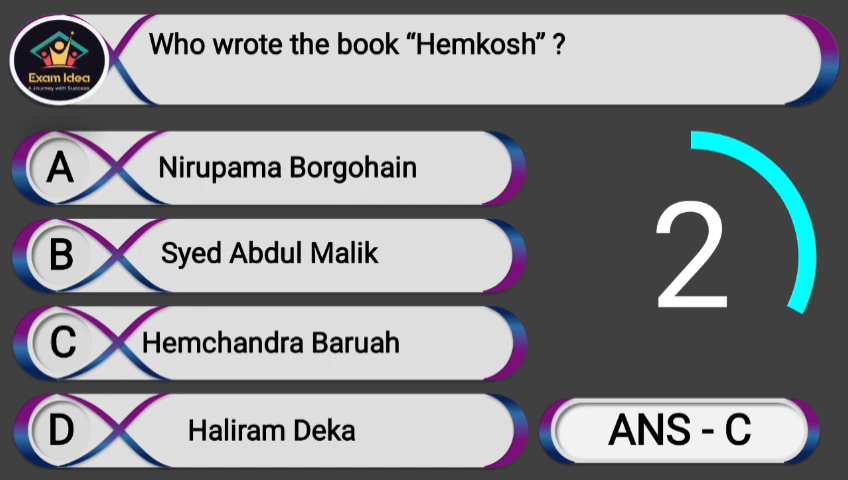 Who wrote the book “Hemkosh” ?
Exam Idea
A Journey with Success
A
Nirupama Borgohain
B
Syed Abdul Malik
2
C
Hemchandra Baruah
D
Haliram Deka
ANS - C